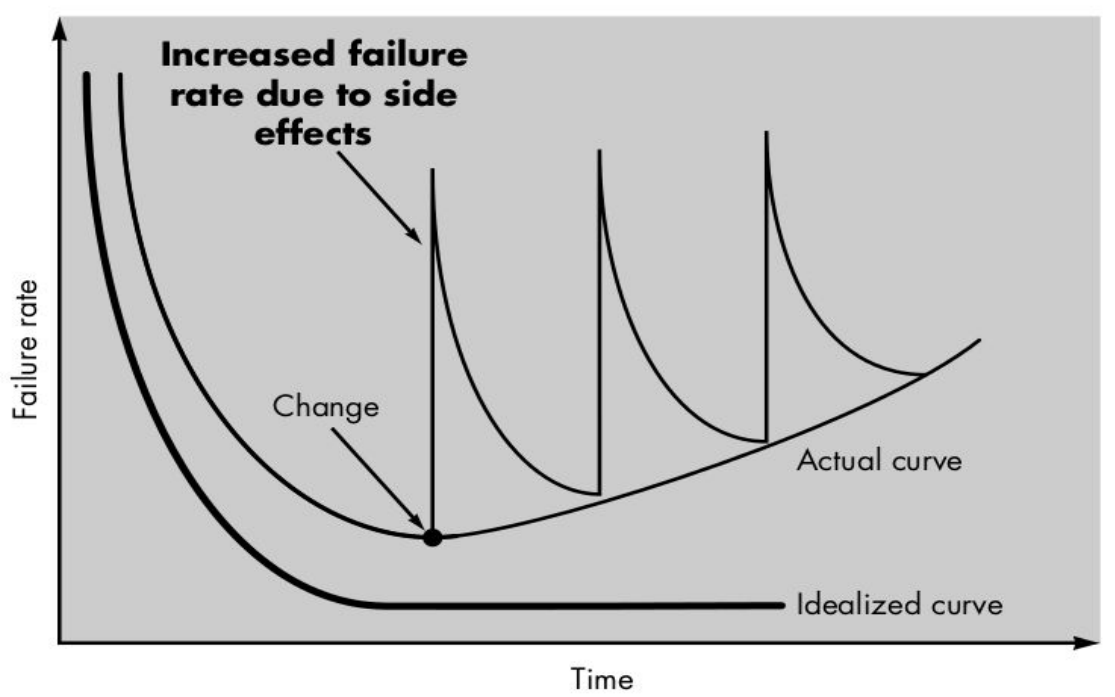 Increased failure
rate due to side
effects
Failure rate
Change
Actual curve
Idealized curve
Time